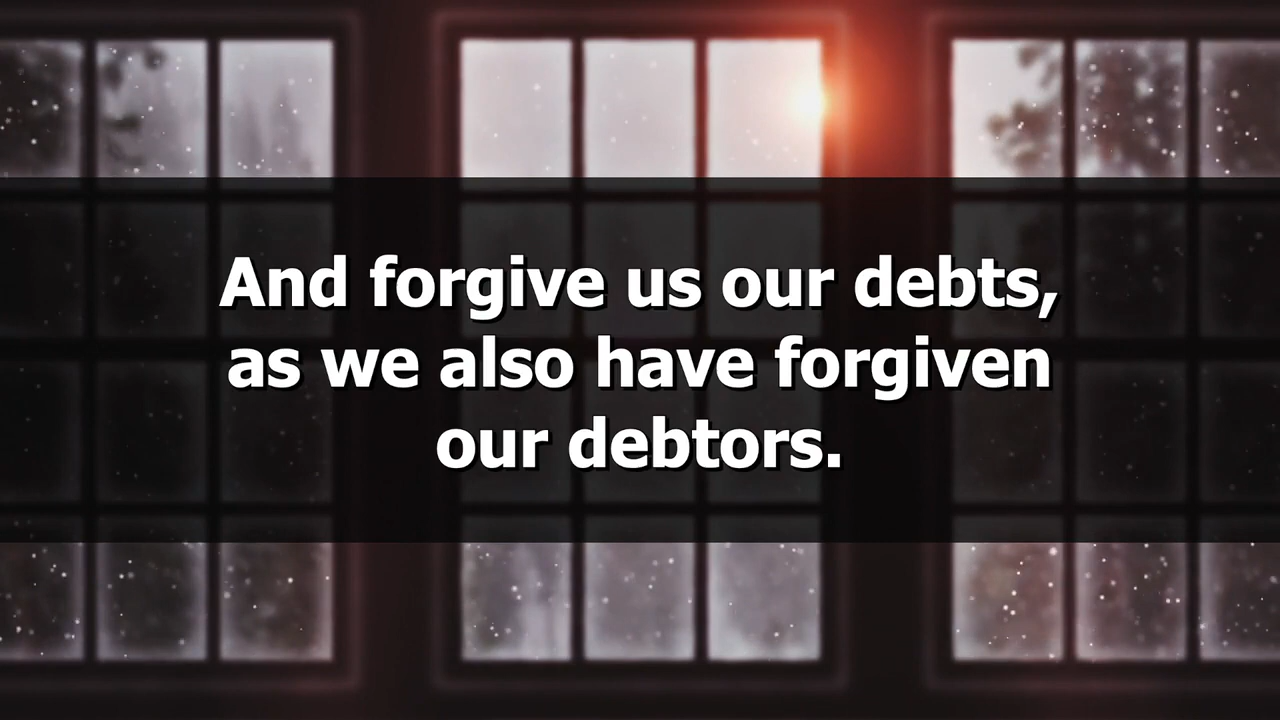 And forgive us our debts,
as we also have forgiven
our debtors.